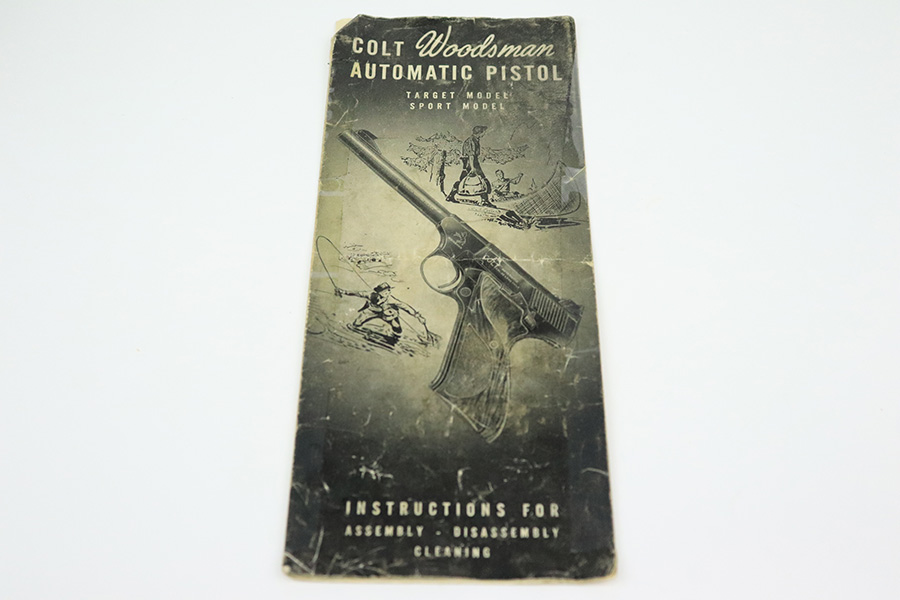 COLT Woodsman
AUTOMATIC PISTOL
TARGET MODEL
SPORT MODEL
INSTRUCTIONS FOR
ASSEMBLY - DISASSEMBLY
CLEANING